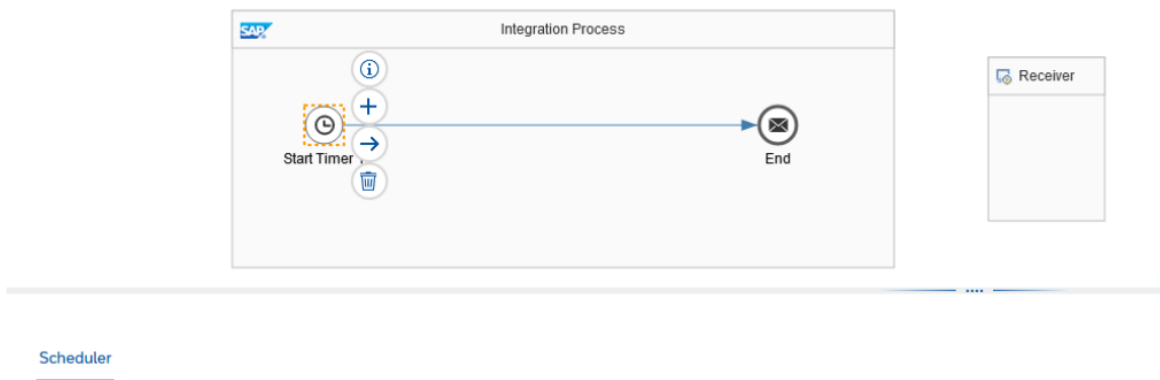 SAP
Integration Process
Receiver
Start Timer
End
Scheduler